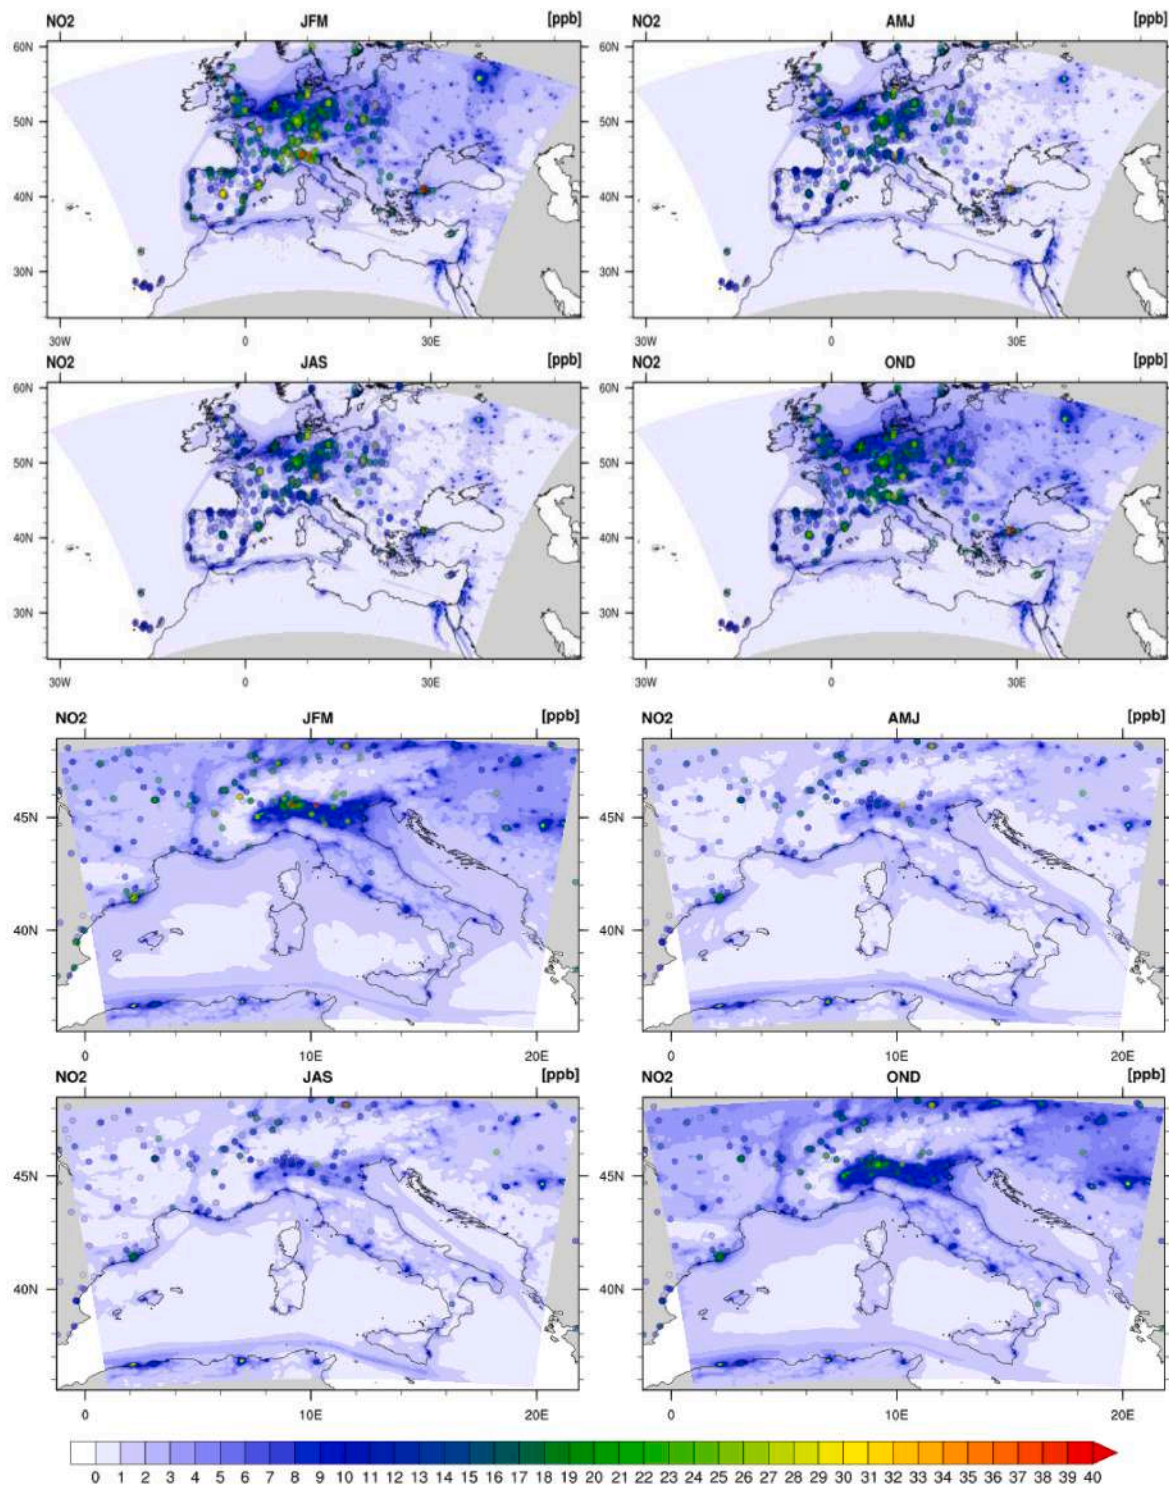 NO2 JFM [ppb] NO2 AMJ [ppb]
60N 60N
50N 50N
40N 40N
30N 30N
30W 0 30E 30W 0 30E
NO2 JAS [ppb] NO2 OND [ppb]
60N 60N
50N 50N
40N 40N
30N 30N
30W 0 30E 30W 0 30E
NO2 JFM [ppb] NO2 AMJ [ppb]
45N 45N
40N 40N
0 10E 20E 0 10E 20E
NO2 JAS [ppb] NO2 OND [ppb]
45N 45N
40N 40N
0 10E 20E 0 10E 20E
0 1 2 3 4 5 6 7 8 9 10 11 12 13 14 16 17 18 19 20 21 22 23 24 25 26 27 28 29 30 31 32 33 34 35 36 37 38 39 40